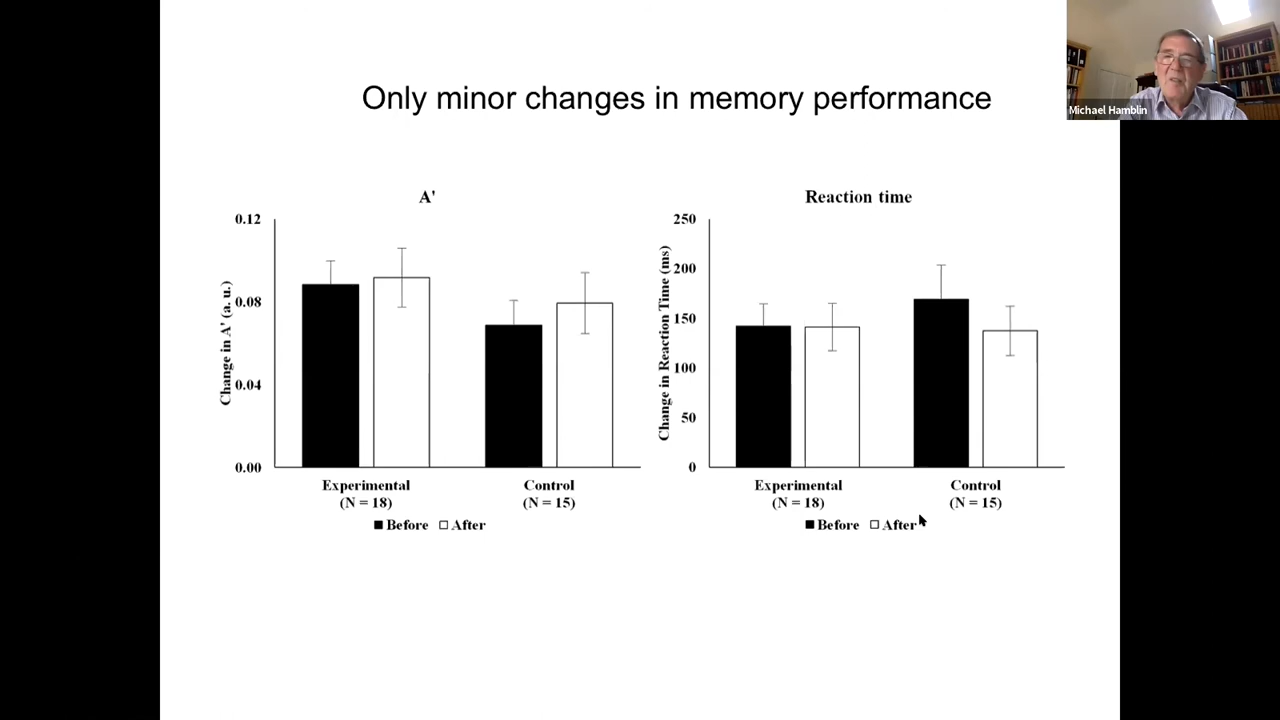 Only minor changes in memory performance
Michael Hamblin
A'
Change in A' (a. u.)
0.12
0.08
0.04
0.00
Experimental
(N = 18)
Control
(N = 15)
Before
After
Reaction time
Change in Reaction Time (ms)
250
200
150
100
50
0
Experimental
(N = 18)
Control
(N = 15)
Before
After